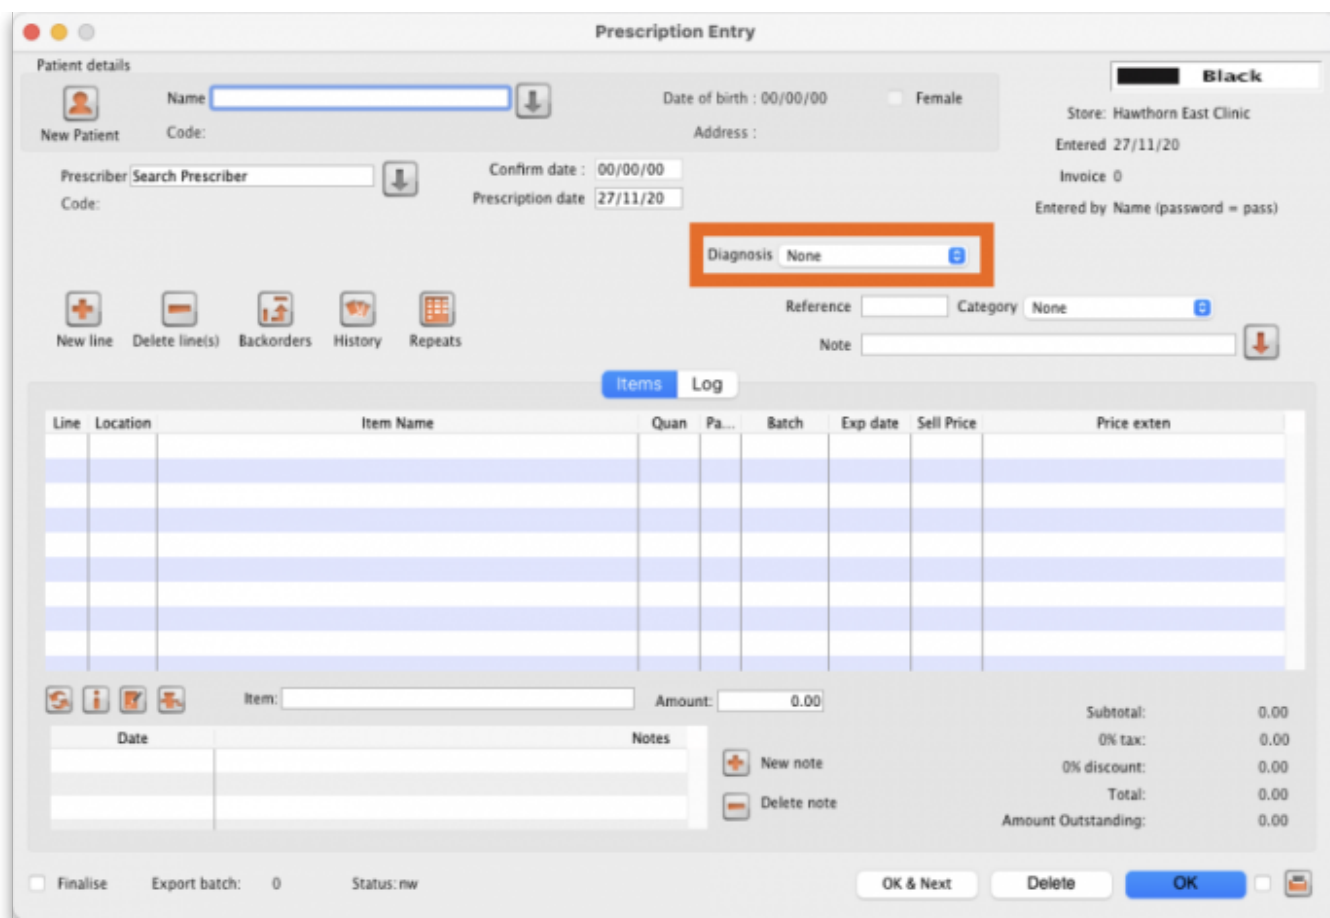 Prescription Entry
Patient details
Black
Name
Date of birth : 00/00/00
Female
Store: Hawthorn East Clinic
New Patient
Code:
Address :
Entered 27/11/20
Prescriber Search Prescriber
Confirm date : 00/00/00
Invoice 0
Code:
Prescription date 27/11/20
Entered by Name (password = pass)
Diagnosis None
Reference
Category None
New line
Delete line(s)
Backorders
History
Repeats
Note
Items Log
Line Location Item Name Quan Pa... Batch Exp date Sell Price Price exten
Item:
Amount: 0.00
Subtotal: 0.00
Date Notes
0% tax: 0.00
New note
0% discount: 0.00
Total: 0.00
Delete note
Amount Outstanding: 0.00
Finalise
Export batch: 0
Status: nw
OK & Next
Delete
OK